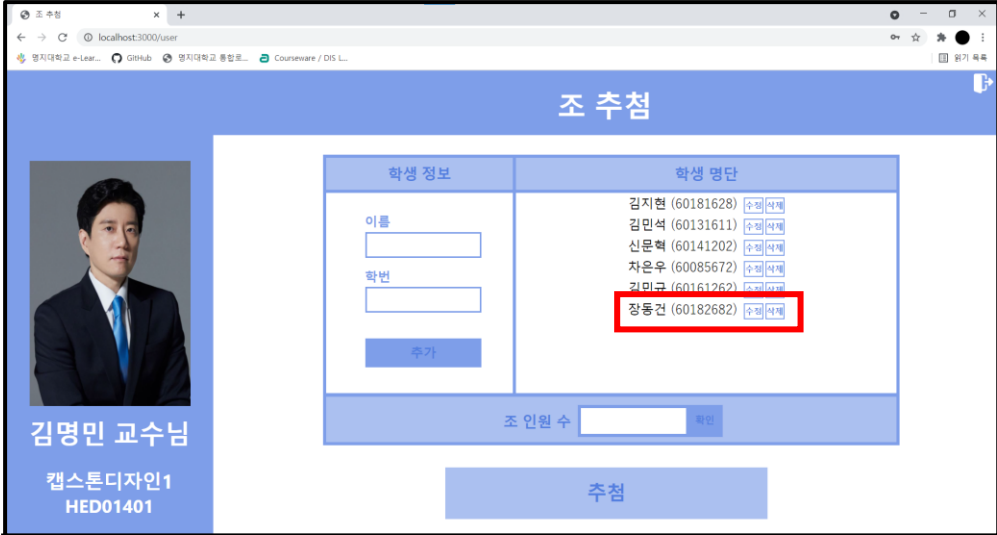 조 추첨
localhost:3000/user
명지대학교 e-Lear... GitHub 명지대학교 통합로... Courseware / DIS L... 읽기 목록
조 추첨
김명민 교수님
캡스톤디자인1
HED01401
학생 정보
이름
학번
추가
학생 명단
김지현 (60181628) 수정 삭제
김민석 (60131611) 수정 삭제
신문혁 (60141202) 수정 삭제
차은우 (60085672) 수정 삭제
김민규 (60161262) 수정 삭제
장동건 (60182682) 수정 삭제
조 인원 수 확인
추첨